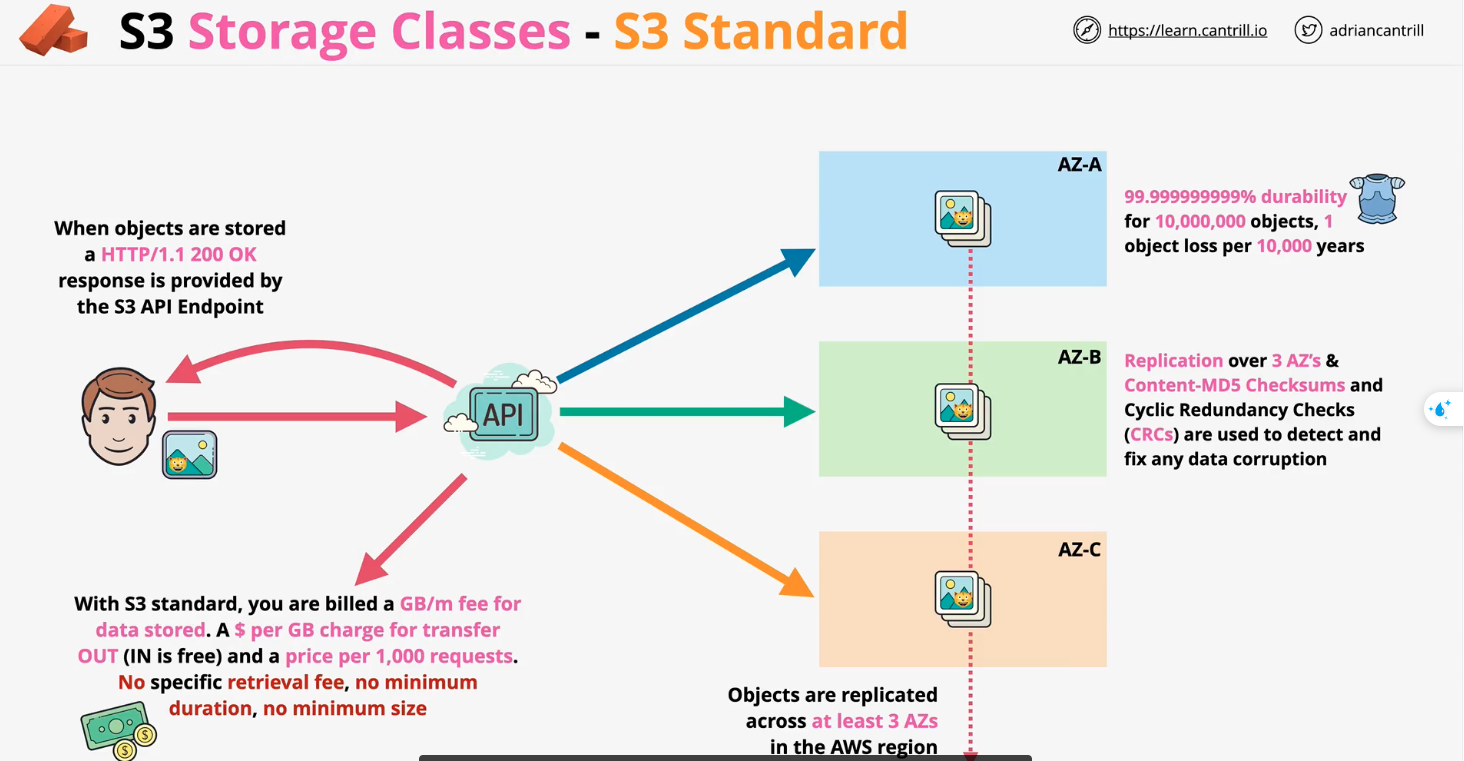 S3 Storage Classes - S3 Standard
https://learn.cantrill.io
adriancantrill
When objects are stored
a HTTP/1.1 200 OK
response is provided by
the S3 API Endpoint
API
With S3 standard, you are billed a GB/m fee for
data stored. A $ per GB charge for transfer
OUT (IN is free) and a price per 1,000 requests.
No specific retrieval fee, no minimum
duration, no minimum size
AZ-A
99.999999999% durability
for 10,000,000 objects, 1
object loss per 10,000 years
AZ-B
Replication over 3 AZ's &
Content-MD5 Checksums and
Cyclic Redundancy Checks
(CRCs) are used to detect and
fix any data corruption
AZ-C
Objects are replicated
across at least 3 AZs
in the AWS region